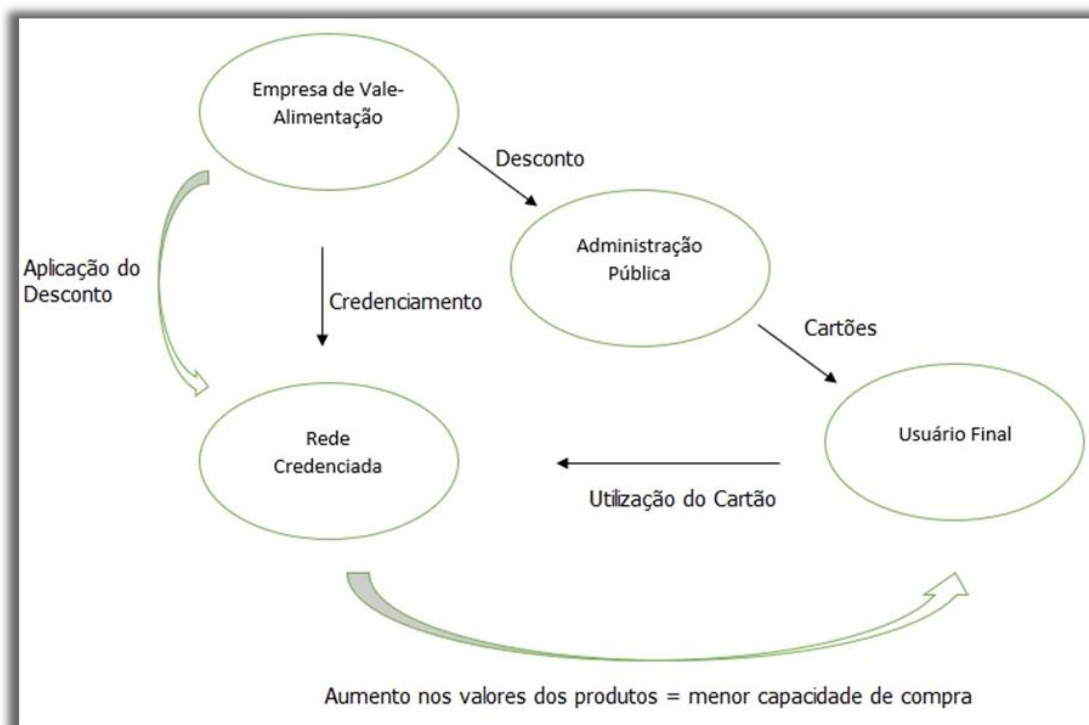 Empresa de Vale-
Alimentação
Desconto
Administração
Pública
Aplicação do
Desconto
Credenciamento
Cartões
Rede
Credenciada
Usuário Final
Utilização do Cartão
Aumento nos valores dos produtos = menor capacidade de compra